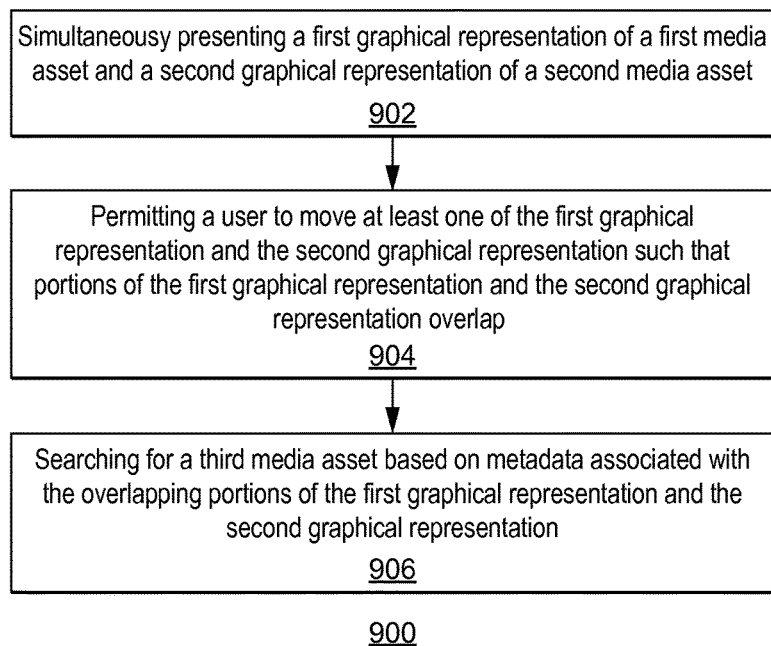 Simultaneousy presenting a first graphical representation of a first media
asset and a second graphical representation of a second media asset
902
Permitting a user to move at least one of the first graphical
representation and the second graphical representation such that
portions of the first graphical representation and the second graphical
representation overlap
904
Searching for a third media asset based on metadata associated with
the overlapping portions of the first graphical representation and the
second graphical representation
906
900